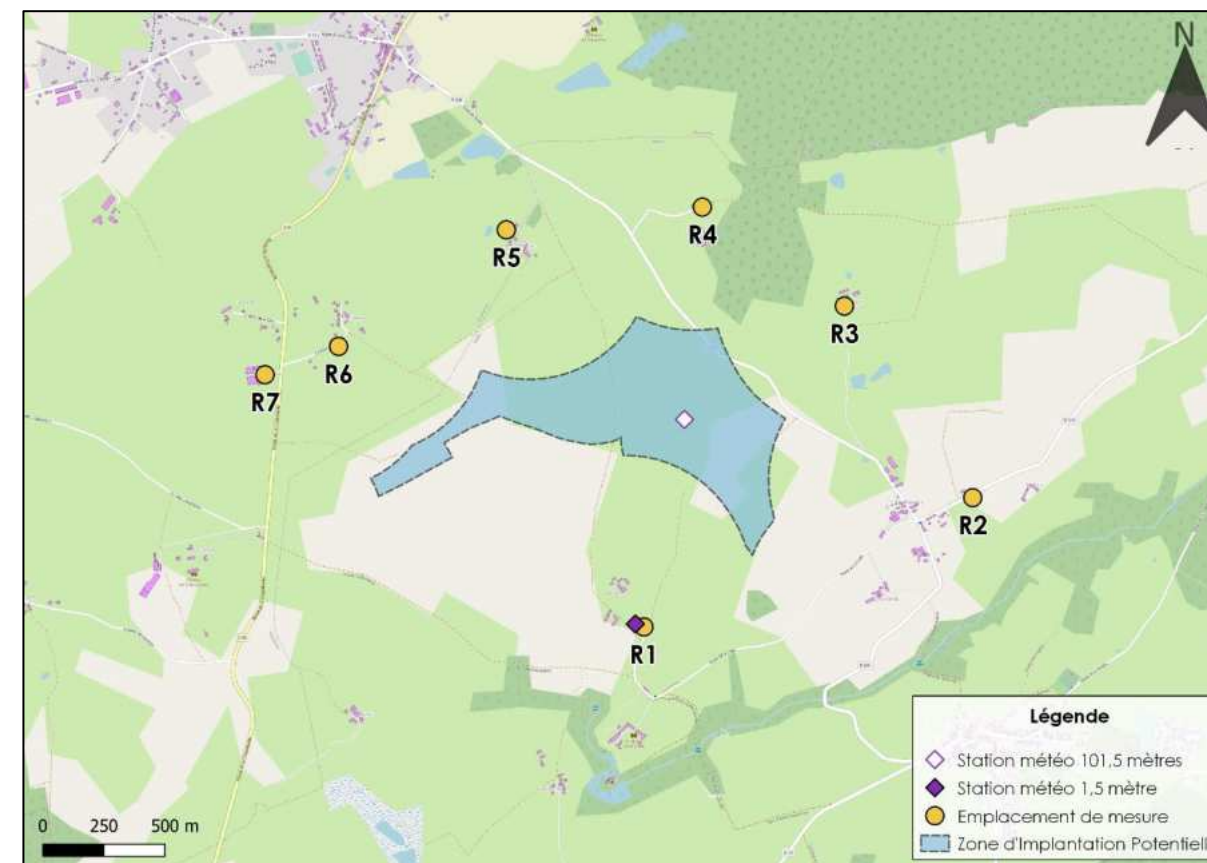 N
R4
R5
R3
R6
R7
R2
R1
Légende
Station météo 101,5 mètres
Station météo 1,5 mètre
Emplacement de mesure
Zone d'Implantation Potentiell
0 250 500 m